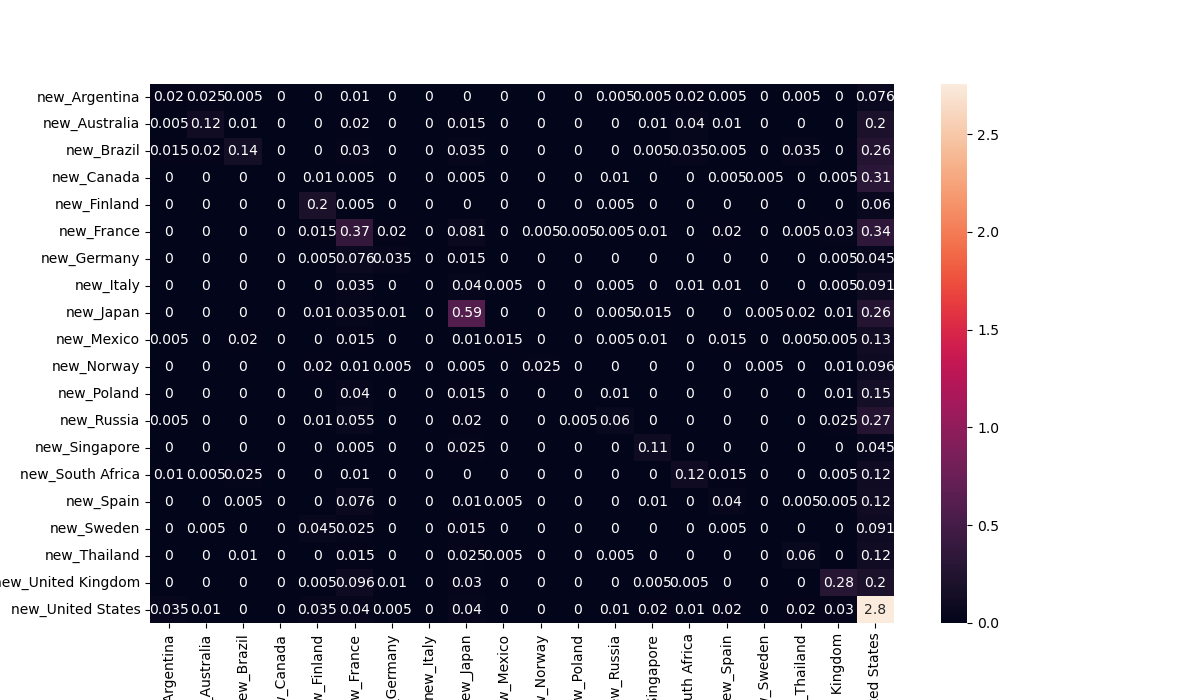 new_Argentina 0.02 0.025 0.005 0 0 0.01 0 0 0 0 0 0 0.005 0.005 0.02 0.005 0 0.005 0 0.076
new_Australia 0.005 0.12 0.01 0 0 0.02 0 0 0.015 0 0 0 0 0.01 0.04 0.01 0 0 0 0.2
2.5
new_Brazil 0.015 0.02 0.14 0 0 0.03 0 0 0.035 0 0 0 0 0.005 0.035 0.005 0 0.035 0 0.26
new_Canada 0 0 0 0 0.01 0.005 0 0 0.005 0 0 0 0.01 0 0 0.005 0.005 0 0.005 0.31
new_Finland 0 0 0 0 0.2 0.005 0 0 0 0 0 0 0.005 0 0 0 0 0 0 0.06
new_France 0 0 0 0 0.015 0.37 0.02 0 0.081 0 0.005 0.005 0.005 0.01 0 0.02 0 0.005 0.03 0.34
2.0
new_Germany 0 0 0 0 0.005 0.076 0.035 0 0.015 0 0 0 0 0 0 0 0 0 0.005 0.045
new_Italy 0 0 0 0 0 0.035 0 0 0.04 0.005 0 0 0.005 0 0.01 0.01 0 0 0.005 0.091
new_Japan 0 0 0 0 0.01 0.035 0.01 0 0.59 0 0 0 0.005 0.015 0 0 0.005 0.02 0.01 0.26
1.5
new_Mexico 0.005 0 0.02 0 0 0.015 0 0 0.01 0.015 0 0 0.005 0.01 0 0.015 0 0.005 0.005 0.13
new_Norway 0 0 0 0 0.02 0.01 0.005 0 0.005 0 0.025 0 0 0 0 0 0.005 0 0.01 0.096
new_Poland 0 0 0 0 0 0.04 0 0 0.015 0 0 0 0.01 0 0 0 0 0 0.01 0.15
new_Russia 0.005 0 0 0 0.01 0.055 0 0 0.02 0 0 0.005 0.06 0 0 0 0 0 0.025 0.27
1.0
new_Singapore 0 0 0 0 0 0.005 0 0 0.025 0 0 0 0 0.11 0 0 0 0 0 0.045
new_South Africa 0.01 0.005 0.025 0 0 0.01 0 0 0 0 0 0 0 0 0.12 0.015 0 0 0.005 0.12
new_Spain 0 0 0.005 0 0 0.076 0 0 0.01 0.005 0 0 0 0.01 0 0.04 0 0.005 0.005 0.12
new_Sweden 0 0.005 0 0 0.045 0.025 0 0 0.015 0 0 0 0 0 0 0.005 0 0 0 0.091
0.5
new_Thailand 0 0 0.01 0 0 0.015 0 0 0.025 0.005 0 0 0.005 0 0 0 0 0.06 0 0.12
new_United Kingdom 0 0 0 0 0.005 0.096 0.01 0 0.03 0 0 0 0 0.005 0.005 0 0 0 0.28 0.2
new_United States 0.035 0.01 0 0 0.035 0.04 0.005 0 0.04 0 0 0 0.01 0.02 0.01 0.02 0 0.02 0.03 2.8
0.0
Argentina
_Australia
ew_Brazil
_Canada
w_Finland
w_France
Germany
new_Italy
ew_Japan
w_Mexico
_Norway
w_Poland
w_Russia
ingapore
uth Africa
ew_Spain
_Sweden
_Thailand
Kingdom
ed States